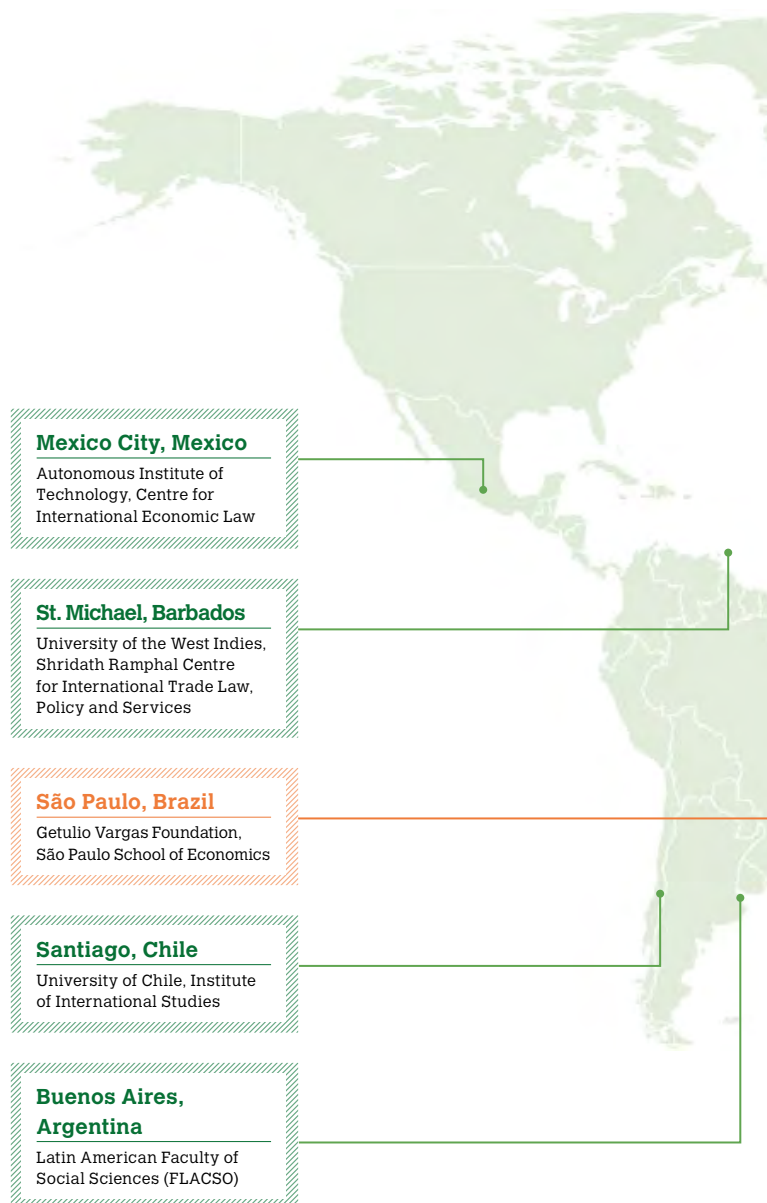 Mexico City, Mexico
Autonomous Institute of
Technology, Centre for
International Economic Law
St. Michael, Barbados
University of the West Indies,
Shridath Ramphal Centre
for International Trade Law,
Policy and Services
São Paulo, Brazil
Getulio Vargas Foundation,
São Paulo School of Economics
Santiago, Chile
University of Chile, Institute
of International Studies
Buenos Aires,
Argentina
Latin American Faculty of
Social Sciences (FLACSO)